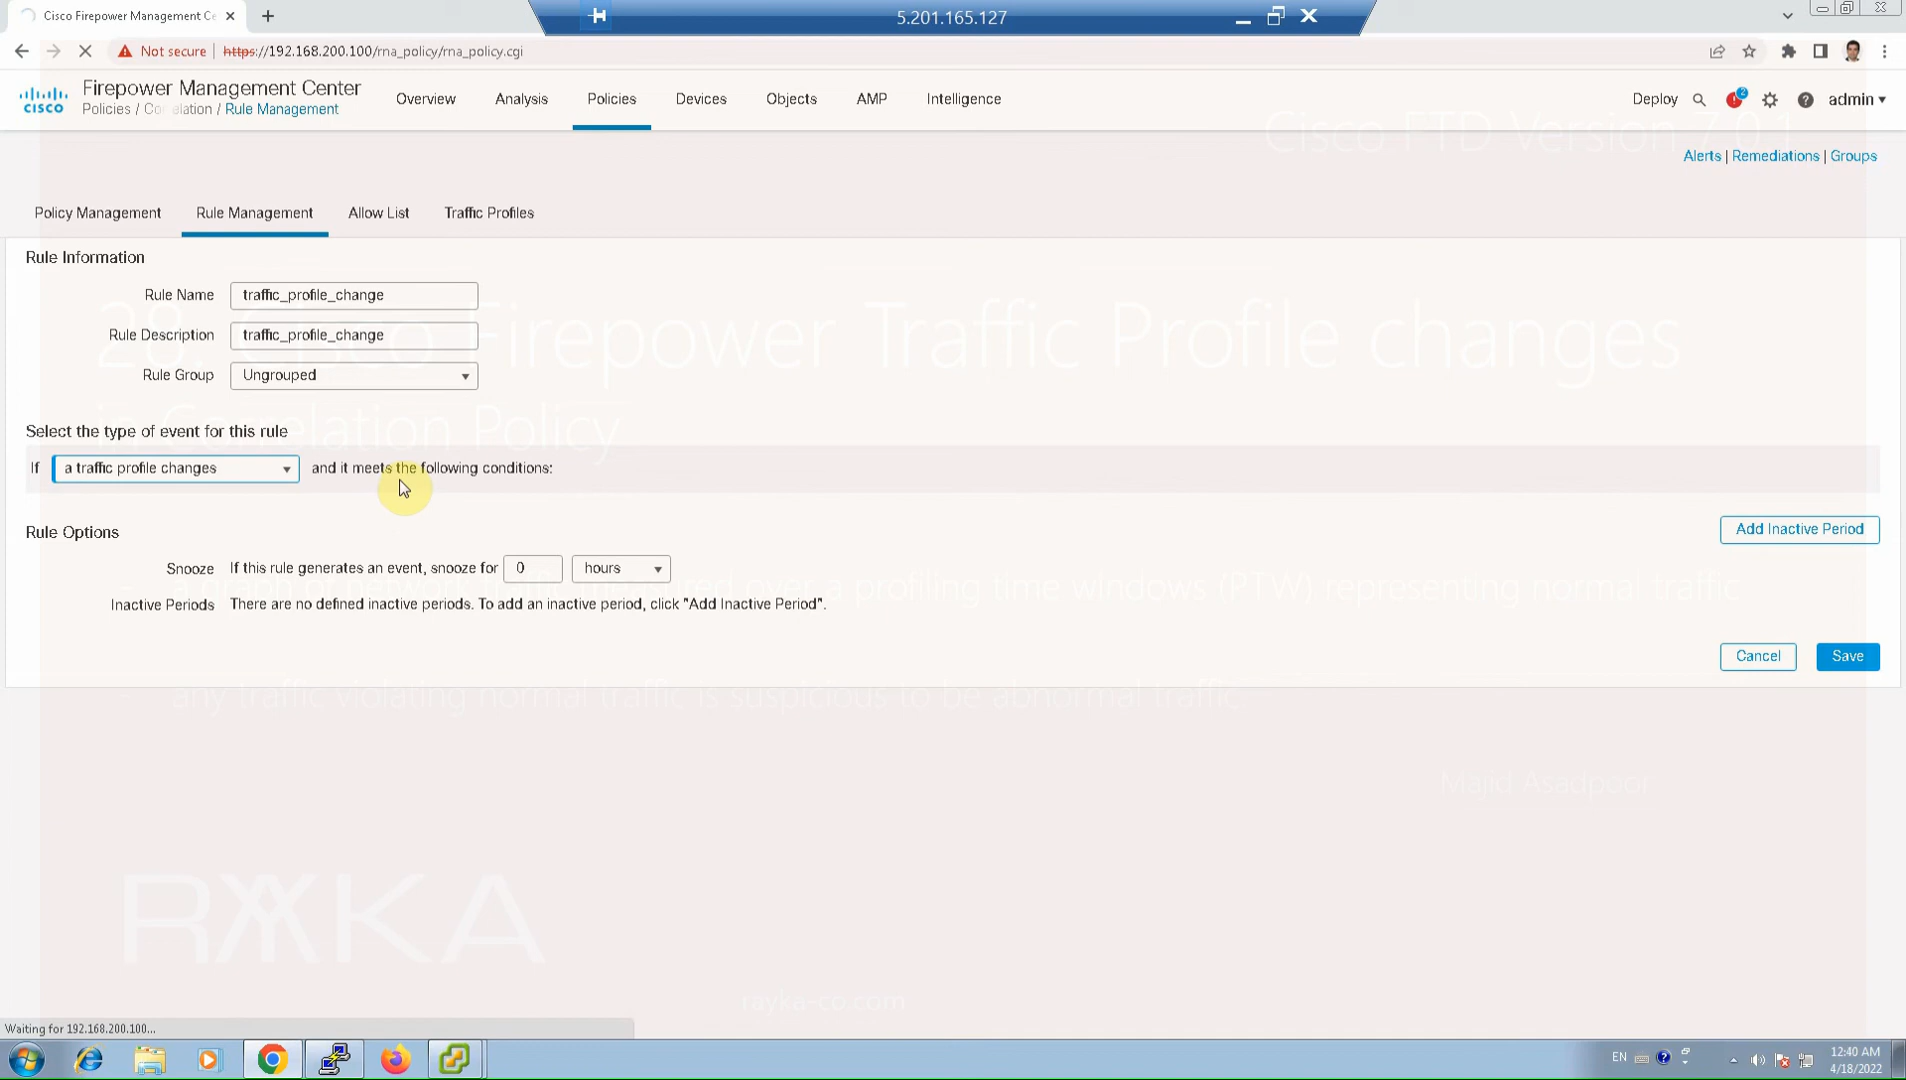 Cisco Firepower Management Ce
5.201.165.127
Not secure https://192.168.200.100/rna_policy/rna_policy.cgi
Firepower Management Center
Policies / Correlation / Rule Management
Overview Analysis Policies Devices Objects AMP Intelligence
Deploy 2 admin
Cisco FTD Version 7.0.1
Alerts | Remediations | Groups
Policy Management Rule Management Allow List Traffic Profiles
Rule Information
Rule Name traffic_profile_change
28. Cisco Firepower Traffic Profile changes
Rule Description traffic_profile_change
Rule Group Ungrouped
in Correlation Policy
Select the type of event for this rule
If a traffic profile changes and it meets the following conditions:
Rule Options Add Inactive Period
Snooze If this rule generates an event, snooze for 0 hours
- a graph of network traffic measured over a profiling time windows (PTW) representing normal traffic
Inactive Periods There are no defined inactive periods. To add an inactive period, click "Add Inactive Period".
Cancel Save
any traffic violating normal traffic is suspicious to be abnormal traffic.
Majid Asadpoor
RAYKA
rayka-co.com
Waiting for 192.168.200.100...
EN 12:40 AM
4/18/2022